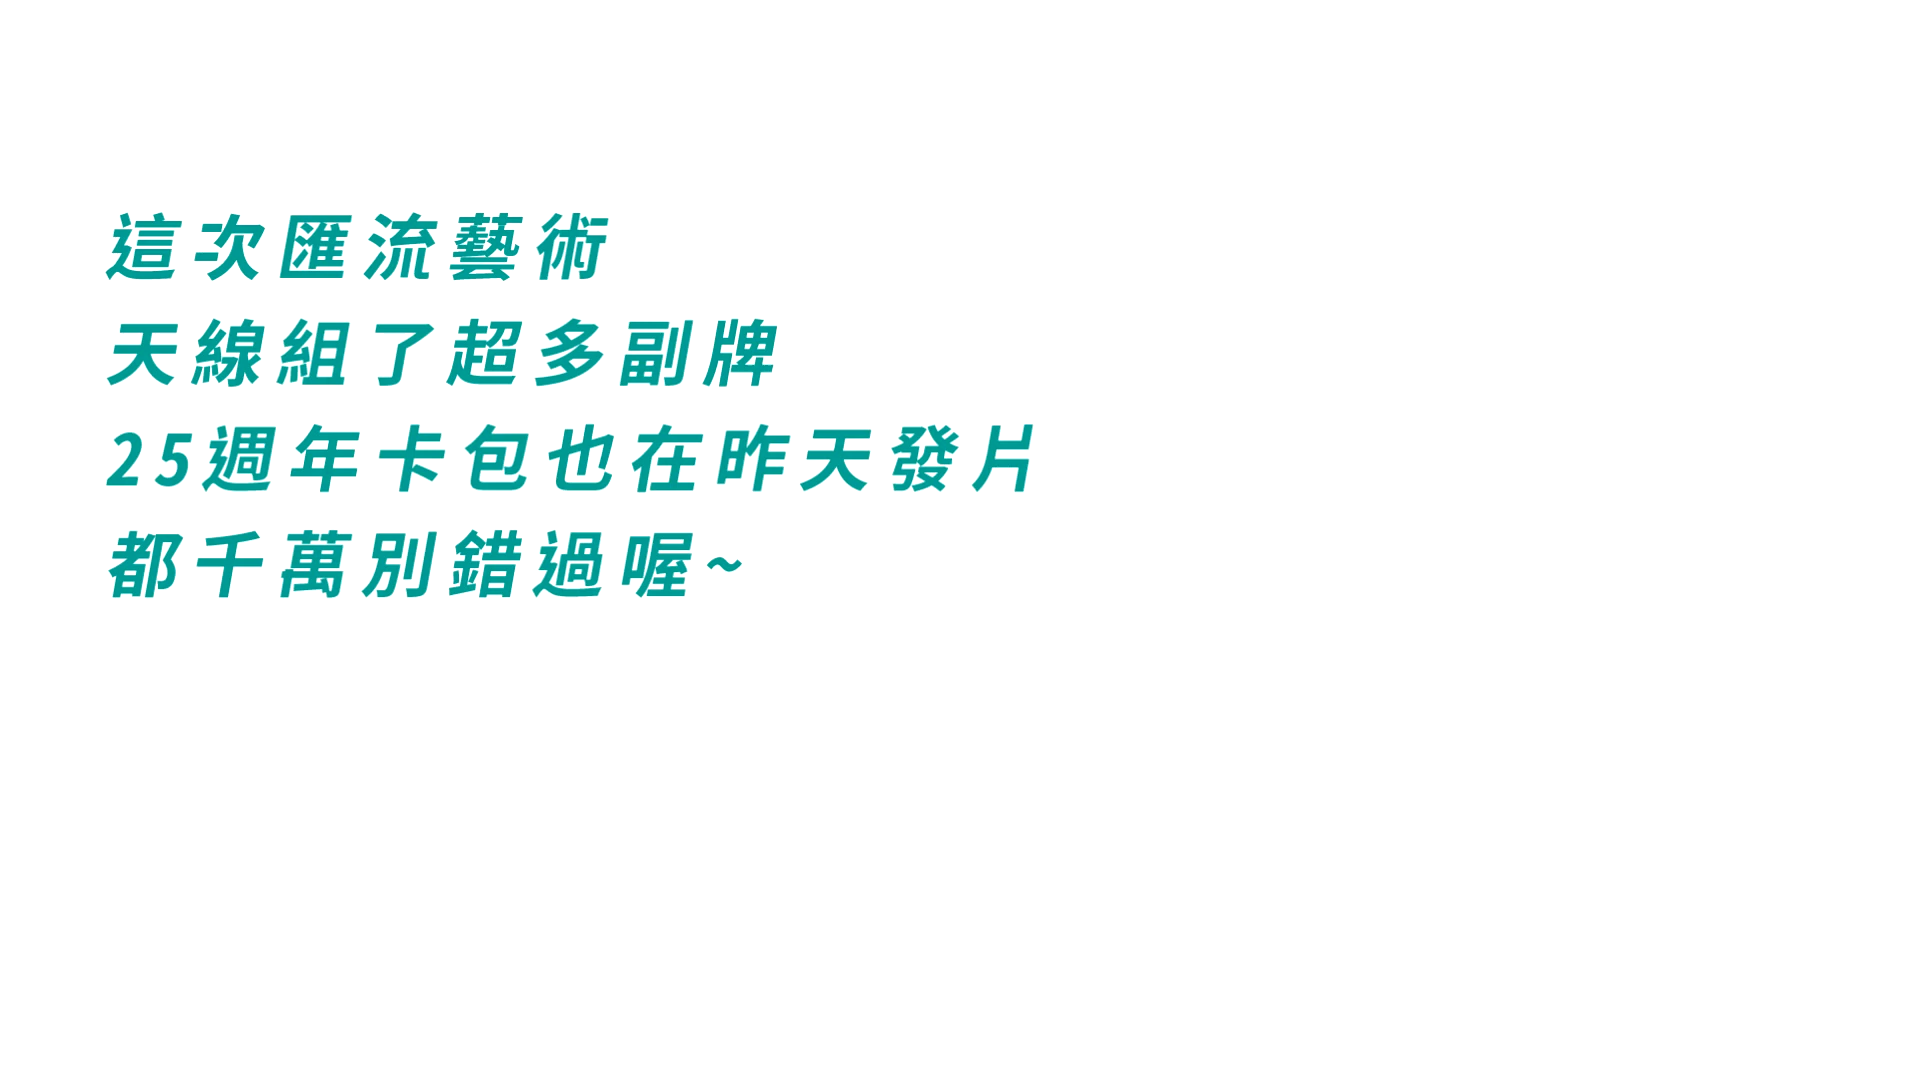 這次匯流藝術
天線組了超多副牌
25週年卡包也在昨天發片
都千萬別錯過喔~